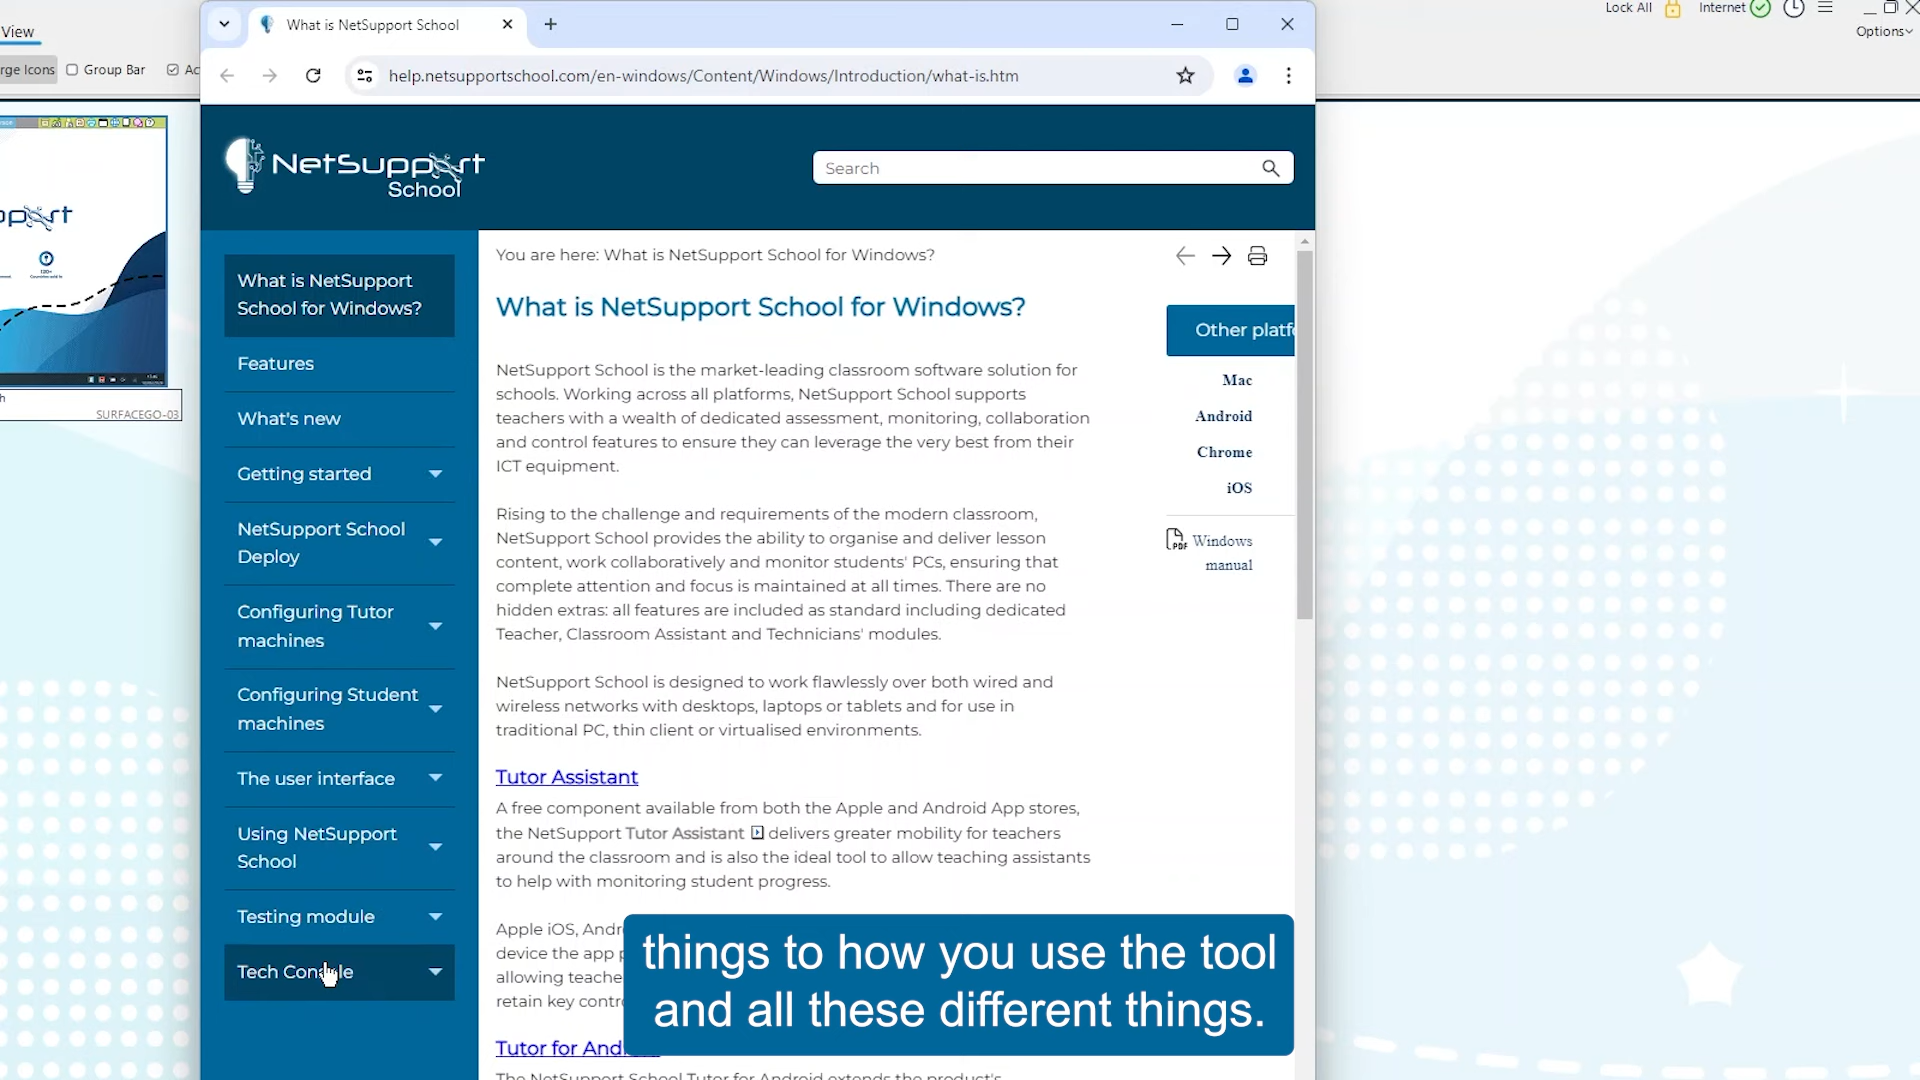 View
Lock All
Internet
Options
rge Icons
Group Bar
Ac
SURFACEGO-03
What is NetSupport School
help.netsupportschool.com/en-windows/Content/Windows/Introduction/what-is.htm
NetSupport
School
Search
What is NetSupport
School for Windows?
Features
What's new
Getting started
NetSupport School
Deploy
Configuring Tutor
machines
Configuring Student
machines
The user interface
Using NetSupport
School
Testing module
Tech Console
You are here: What is NetSupport School for Windows?
What is NetSupport School for Windows?
NetSupport School is the market-leading classroom software solution for
schools. Working across all platforms, NetSupport School supports
teachers with a wealth of dedicated assessment, monitoring, collaboration
and control features to ensure they can leverage the very best from their
ICT equipment.
Rising to the challenge and requirements of the modern classroom,
NetSupport School provides the ability to organise and deliver lesson
content, work collaboratively and monitor students' PCs, ensuring that
complete attention and focus is maintained at all times. There are no
hidden extras: all features are included as standard including dedicated
Teacher, Classroom Assistant and Technicians' modules.
NetSupport School is designed to work flawlessly over both wired and
wireless networks with desktops, laptops or tablets and for use in
traditional PC, thin client or virtualised environments.
Tutor Assistant
A free component available from both the Apple and Android App stores,
the NetSupport Tutor Assistant delivers greater mobility for teachers
around the classroom and is also the ideal tool to allow teaching assistants
to help with monitoring student progress.
Apple iOS, Andr
device the app p
allowing teache
retain key contr
Tutor for And
The NetSupport School Tutor for Android extends the product's
Other platf
Mac
Android
Chrome
iOS
PDF
Windows
manual
things to how you use the tool
and all these different things.